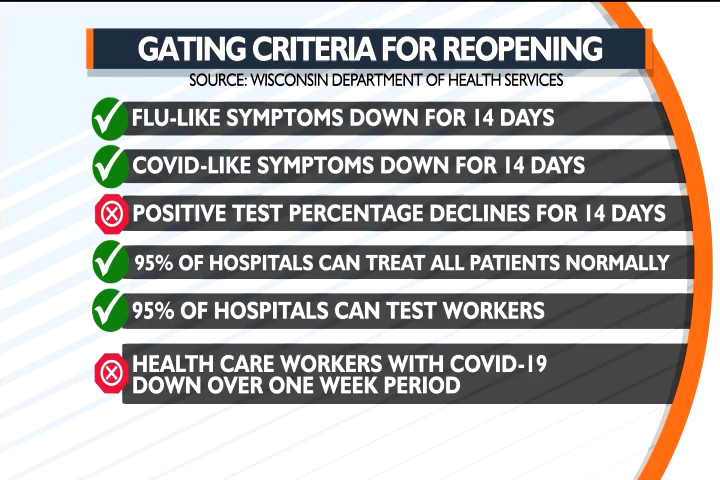 GATING CRITERIA FOR REOPENING
SOURCE: WISCONSIN DEPARTMENT OF HEALTH SERVICES
FLU-LIKE SYMPTOMS DOWN FOR 14 DAYS
COVID-LIKE SYMPTOMS DOWN FOR 14 DAYS
POSITIVE TEST PERCENTAGE DECLINES FOR 14 DAYS
95% OF HOSPITALS CAN TREAT ALL PATIENTS NORMALLY
95% OF HOSPITALS CAN TEST WORKERS
HEALTH CARE WORKERS WITH COVID-19
DOWN OVER ONE WEEK PERIOD